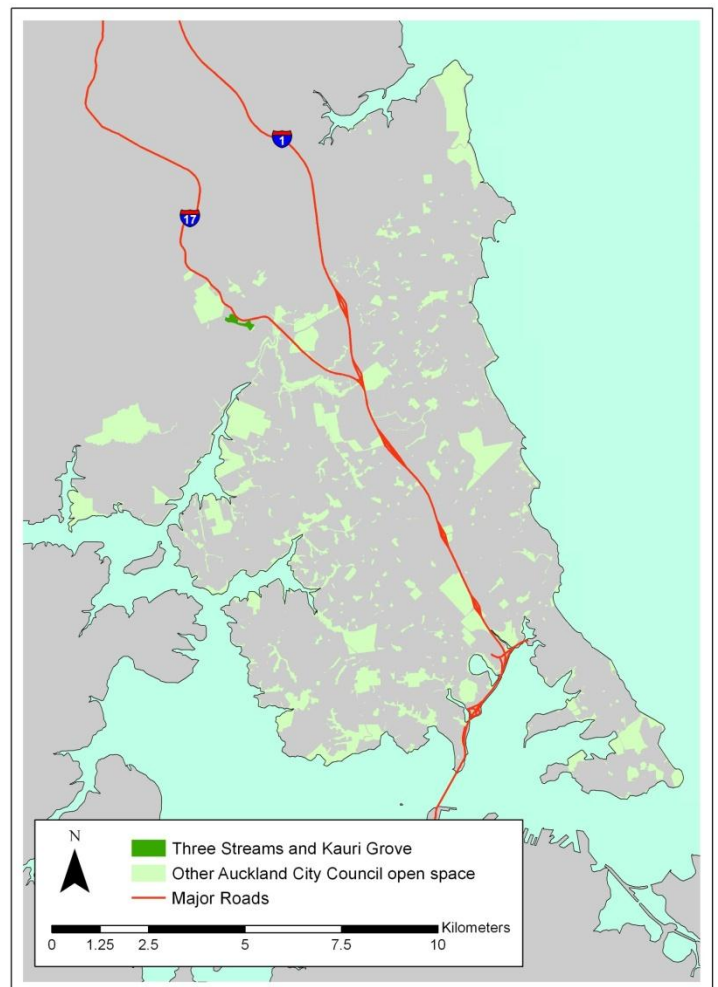 1
17
N
Three Streams and Kauri Grove
Other Auckland City Council open space
Major Roads
Kilometers
0 1.25 2.5 5 7.5 10